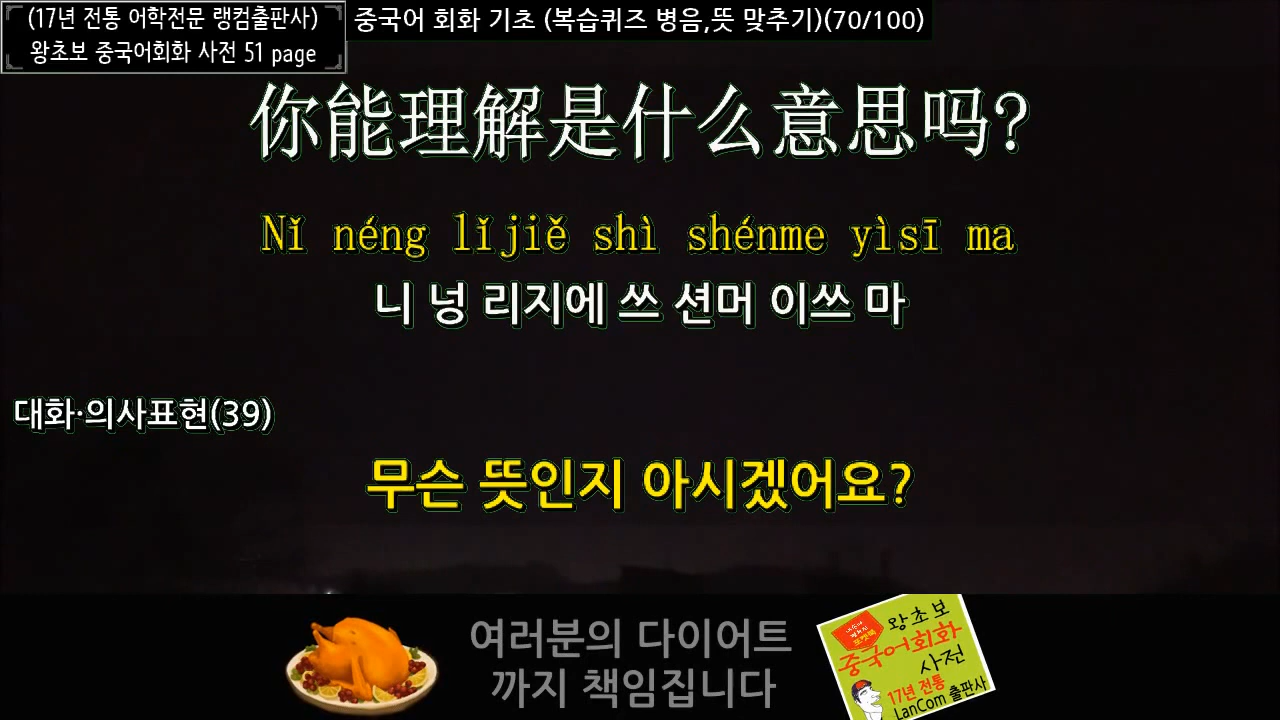 (17년 전통 어학전문 랭컴출판사)
왕초보 중국어회화 사전 51 page
중국어 회화 기초 (복습퀴즈 병음,뜻 맞추기)(70/100)
你能理解是什么意思吗?
Nǐ néng lǐjiě shì shénme yìsī ma
니 넝 리지에 쓰 션머 이쓰 마
대화·의사표현(39)
무슨 뜻인지 아시겠어요?
여러분의 다이어트
까지 책임집니다
왕초보
중국어회화
사전
17년 전통
LanCom 출판사